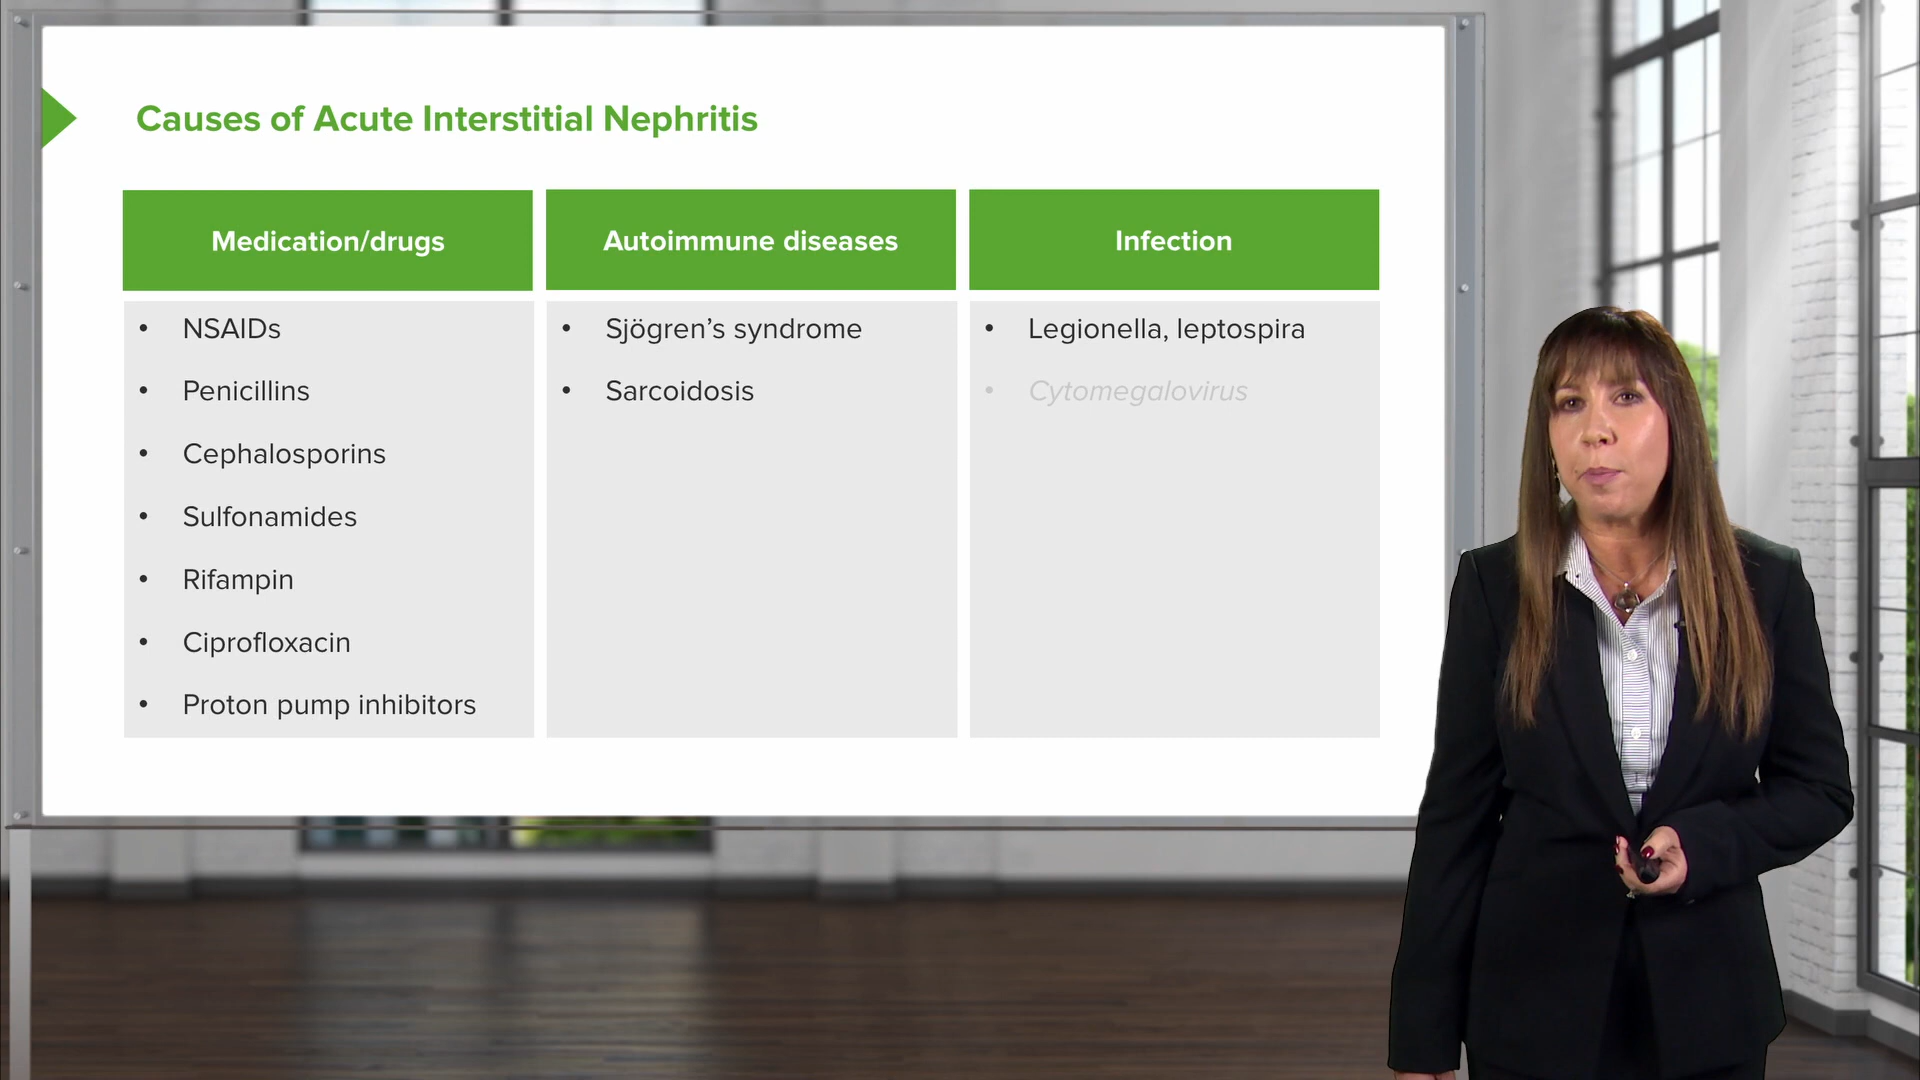 Causes of Acute Interstitial Nephritis
Medication/drugs
• NSAIDs
• Penicillins
• Cephalosporins
• Sulfonamides
• Rifampin
• Ciprofloxacin
• Proton pump inhibitors
Autoimmune diseases
• Sjögren’s syndrome
• Sarcoidosis
Infection
• Legionella, leptospira
• Cytomegalovirus